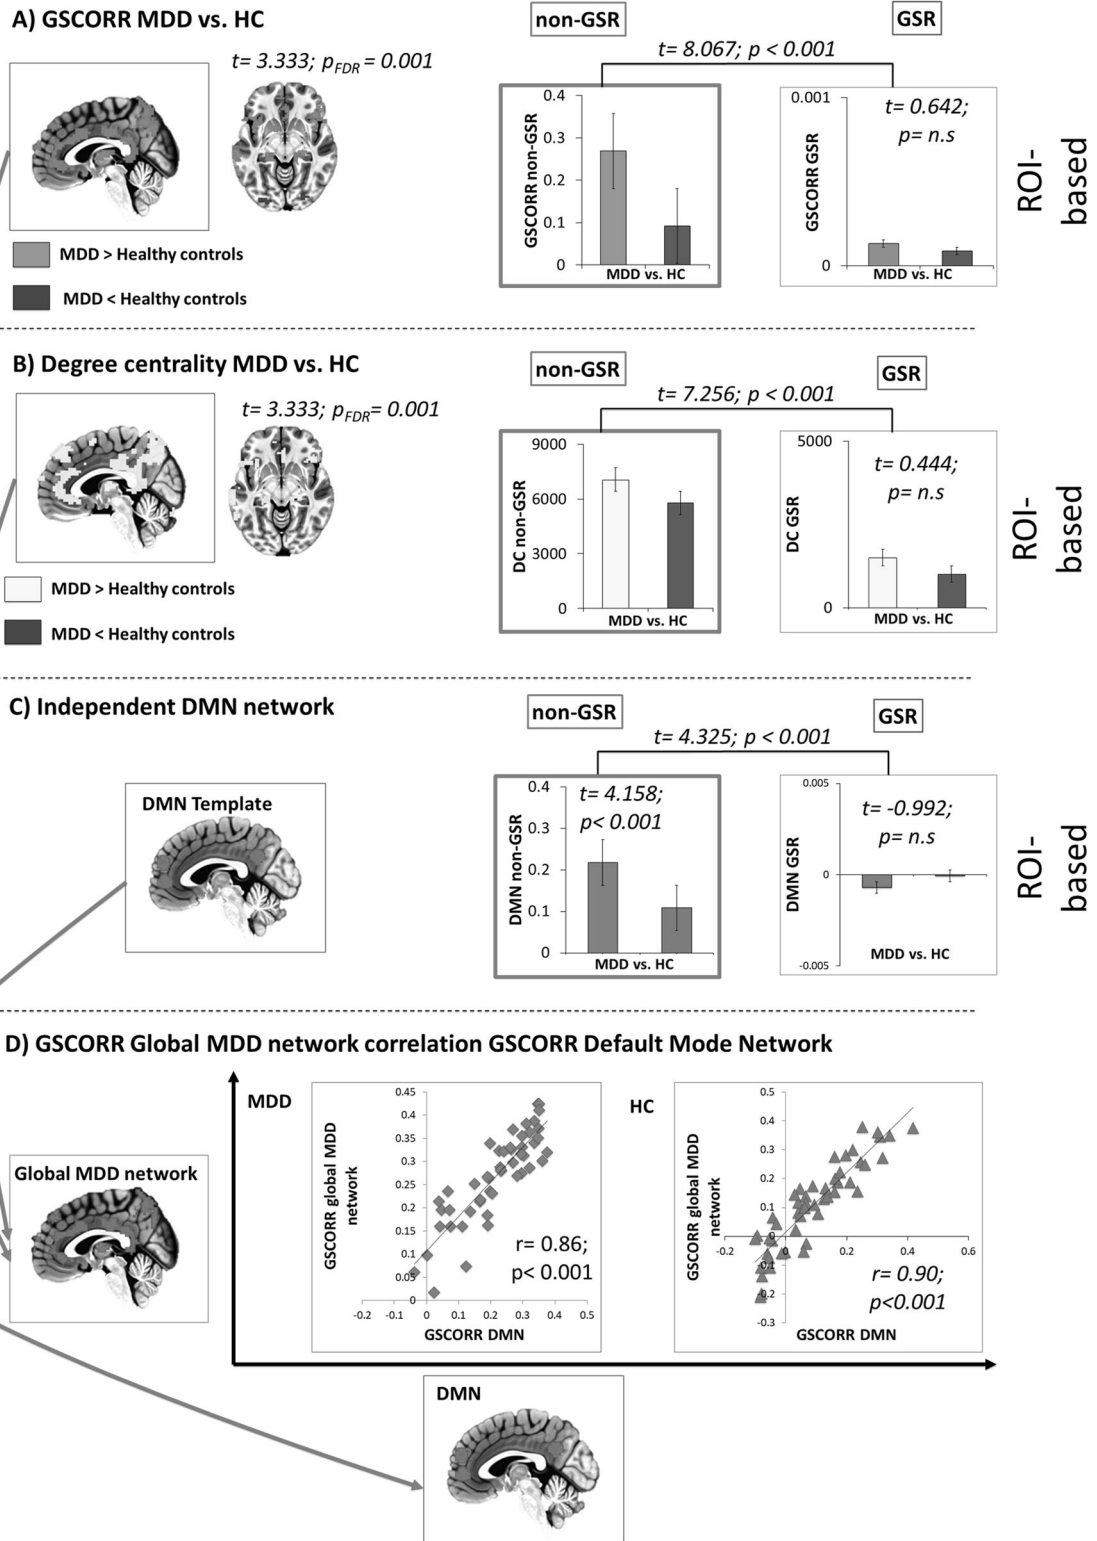 A) GSCORR MDD vs. HC
non-GSR
GSR
t= 3.333; pFDR = 0.001
t= 8.067; p < 0.001
GSCORR non-GSR
0.4
0.3
0.2
0.1
0
MDD vs. HC
GSCORR GSR
0.001
0
t= 0.642;
p= n.s
MDD vs. HC
ROI-
based
MDD > Healthy controls
MDD < Healthy controls
B) Degree centrality MDD vs. HC
non-GSR
GSR
t= 3.333; pFDR= 0.001
t= 7.256; p < 0.001
DC non-GSR
9000
6000
3000
0
MDD vs. HC
DC GSR
5000
0
t= 0.444;
p= n.s
MDD vs. HC
ROI-
based
MDD > Healthy controls
MDD < Healthy controls
C) Independent DMN network
non-GSR
GSR
t= 4.325; p < 0.001
DMN Template
DMN non-GSR
0.4
0.3
0.2
0.1
0
t= 4.158;
p< 0.001
MDD vs. HC
DMN GSR
0.005
0
-0.005
t= -0.992;
p= n.s
MDD vs. HC
ROI-
based
D) GSCORR Global MDD network correlation GSCORR Default Mode Network
Global MDD network
MDD
GSCORR global MDD
network
0.45
0.4
0.35
0.3
0.25
0.2
0.15
0.1
0.05
0
r= 0.86;
p< 0.001
-0.2 -0.1 0 0.1 0.2 0.3 0.4 0.5
GSCORR DMN
HC
GSCORR global MDD
network
0.5
0.4
0.3
0.2
0.1
0
-0.1
-0.2
-0.3
-0.2 0 0.2 0.4 0.6
r= 0.90;
p<0.001
GSCORR DMN
DMN